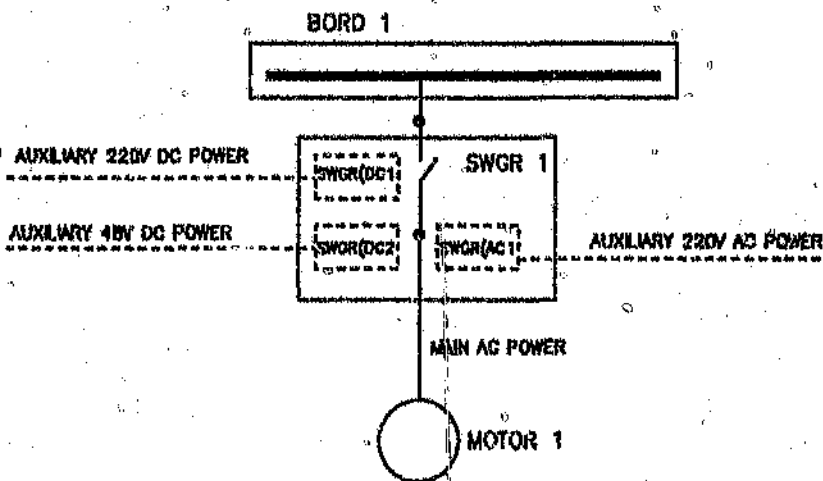 BORD 1
AUXILIARY 220V DC POWER
SWGR(DC1
SWGR 1
AUXILIARY 48V DC POWER
SWGR(DC2
SWGR(AC1
AUXILIARY 220V AC POWER
MAIN AC POWER
MOTOR 1